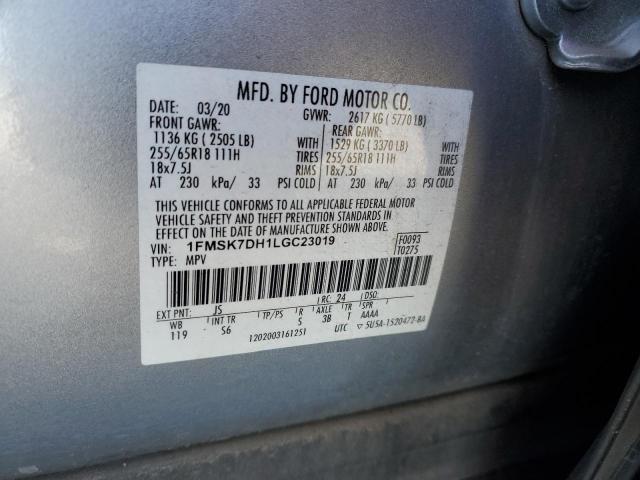 MFD. BY FORD MOTOR CO.
DATE: 03/20 GVWR: 2617 KG ( 5770 LB)
FRONT GAWR: REAR GAWR:
1136 KG ( 2505 LB) WITH 1529 KG ( 3370 LB) WITH
255/65R18 111H TIRES 255/65R18 111H TIRES
18x7.5J RIMS 18x7.5J RIMS
AT 230 kPa/ 33 PSI COLD AT 230 kPa/ 33 PSI COLD
THIS VEHICLE CONFORMS TO ALL APPLICABLE FEDERAL MOTOR
VEHICLE SAFETY AND THEFT PREVENTION STANDARDS IN
EFFECT ON THE DATE OF MANUFACTURE SHOWN ABOVE.
VIN: 1FMSK7DH1LGC23019 F0093
TYPE: MPV T0275
EXT PNT: JS RC: 24 DSO:
WB INT TR TP/PS R AXLE TR SPR
119 S6 5 3B T AAAA
1202003161251 UTC ▽ 5U5A-1520472-BA